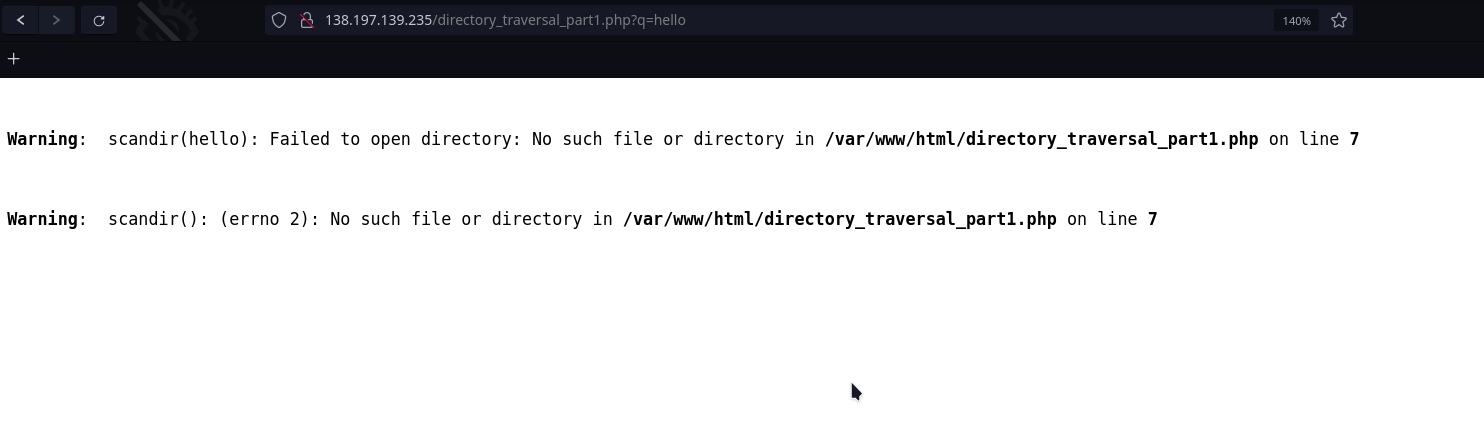 138.197.139.235/directory_traversal_part1.php?q=hello
140%
Warning: scandir(hello): Failed to open directory: No such file or directory in /var/www/html/directory_traversal_part1.php on line 7
Warning: scandir(): (errno 2): No such file or directory in /var/www/html/directory_traversal_part1.php on line 7